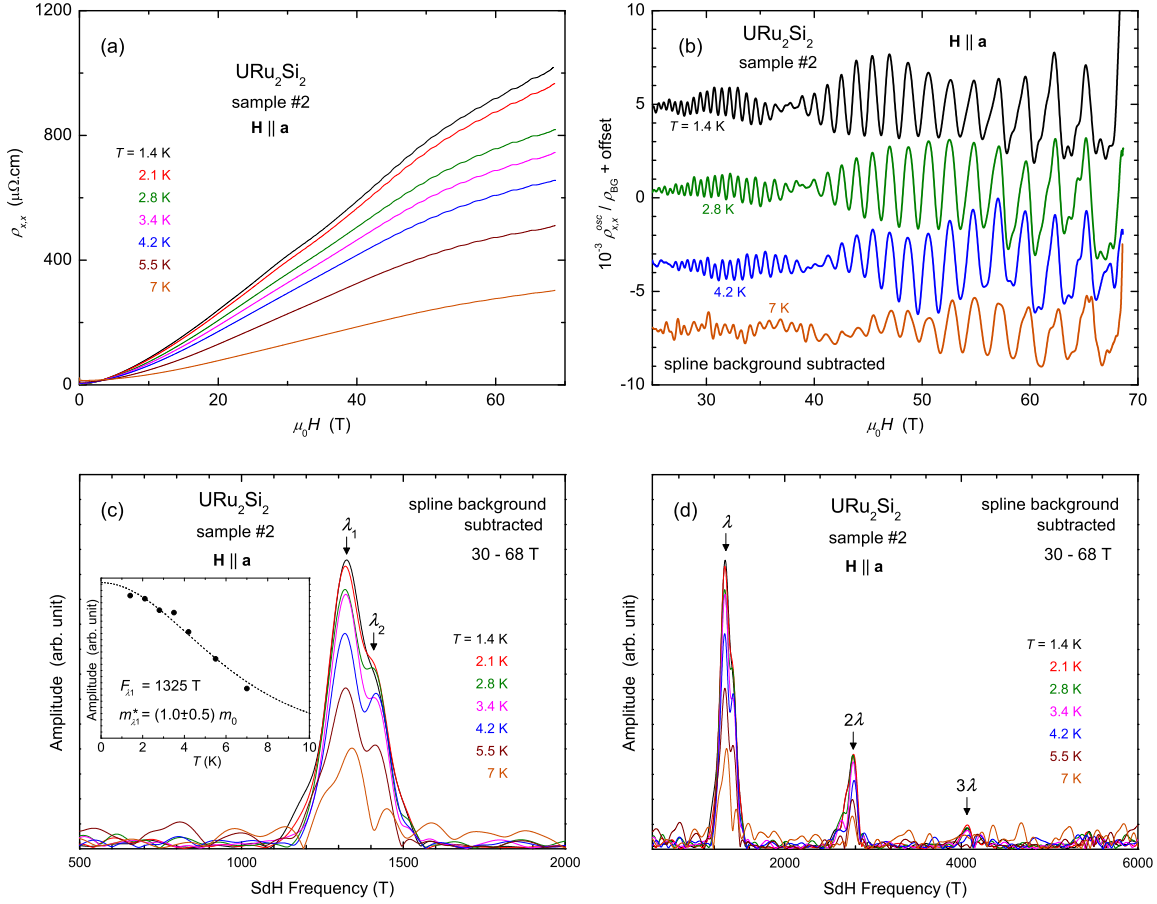 (a)
URu2Si2
sample #2
H || a
T = 1.4 K
2.1 K
2.8 K
3.4 K
4.2 K
5.5 K
7 K
1200
800
400
0
ρx,x (μΩ.cm)
0 20 40 60
μ0H (T)
(b)
URu2Si2
sample #2
H || a
T = 1.4 K
2.8 K
4.2 K
7 K
spline background subtracted
10
5
0
-5
-10
10-3 ρx,xosc / ρBG + offset
30 40 50 60 70
μ0H (T)
(c)
URu2Si2
sample #2
H || a
spline background
subtracted
30 - 68 T
λ1
λ2
T = 1.4 K
2.1 K
2.8 K
3.4 K
4.2 K
5.5 K
7 K
Amplitude (arb. unit)
Fλ1 = 1325 T
m*λ1 = (1.0±0.5) m0
0 2 4 6 8 10
T (K)
Amplitude (arb. unit)
500 1000 1500 2000
SdH Frequency (T)
(d)
URu2Si2
sample #2
H || a
spline background
subtracted
30 - 68 T
λ
2λ
3λ
T = 1.4 K
2.1 K
2.8 K
3.4 K
4.2 K
5.5 K
7 K
Amplitude (arb. unit)
2000 4000 6000
SdH Frequency (T)